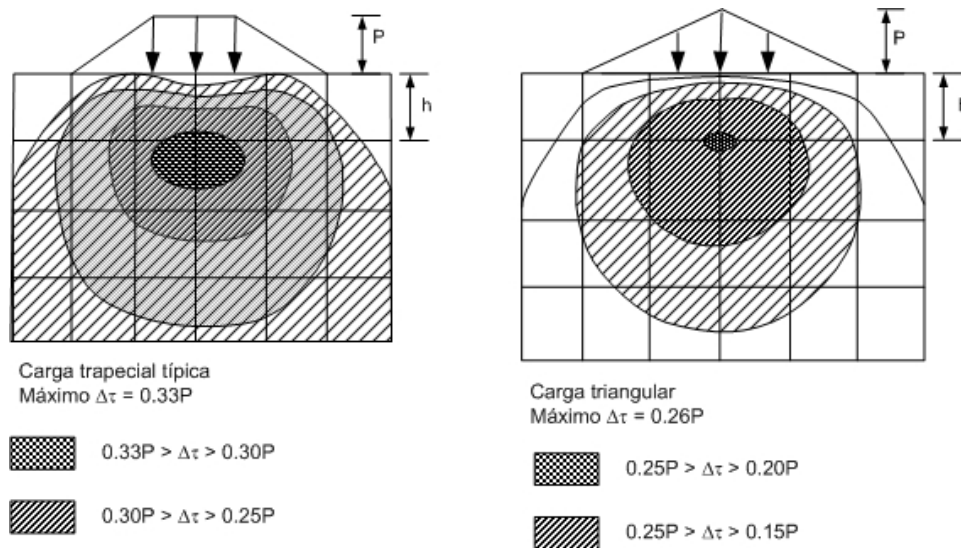 P
h
Carga trapecial típica
Máximo Δτ = 0.33P
0.33P > Δτ > 0.30P
0.30P > Δτ > 0.25P
P
Carga triangular
Máximo Δτ = 0.26P
0.25P > Δτ > 0.20P
0.25P > Δτ > 0.15P